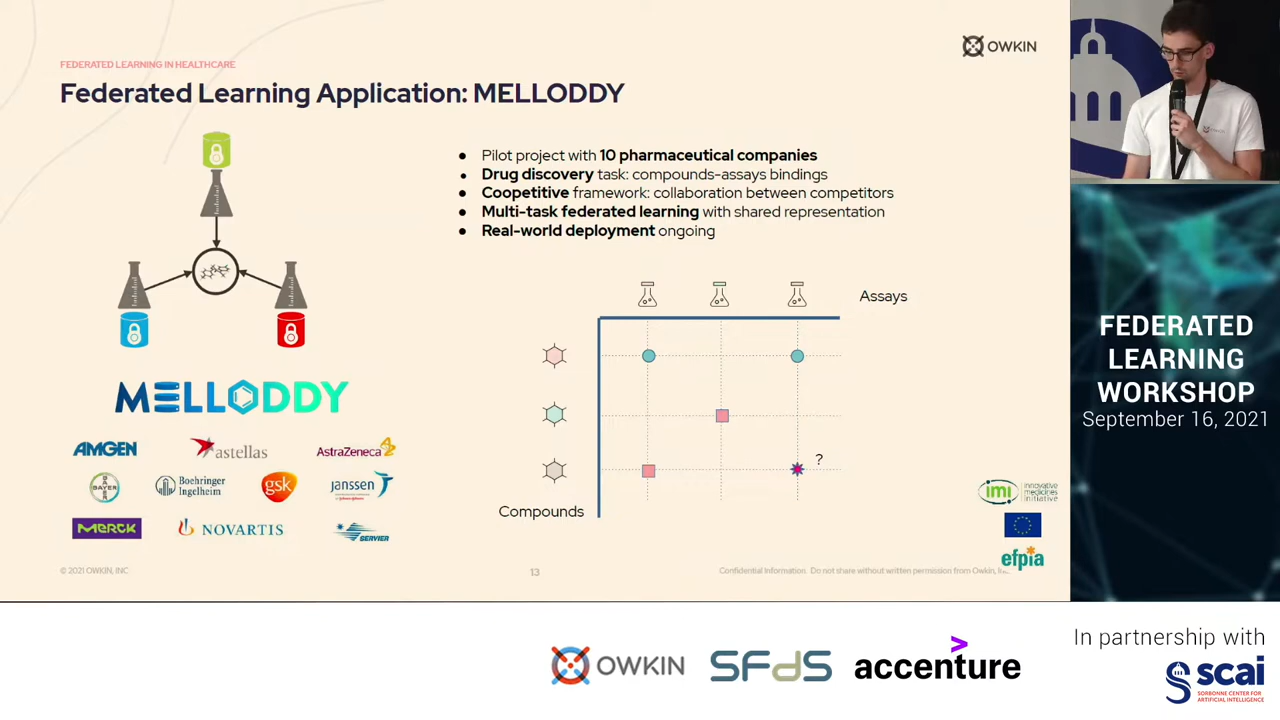 OWKIN
FEDERATED LEARNING IN HEALTHCARE
Federated Learning Application: MELLODDY
● Pilot project with 10 pharmaceutical companies
● Drug discovery task: compounds-assays bindings
● Coopetitive framework: collaboration between competitors
● Multi-task federated learning with shared representation
● Real-world deployment ongoing
Assays
?
Compounds
MELLODDY
AMGEN
astellas
AstraZeneca
BAYER
Boehringer
Ingelheim
gsk
janssen
MERCK
NOVARTIS
SERVIER
imi innovative
medicines
initiative
efpia
© 2021 OWKIN, INC
13
Confidential Information. Do not share without written permission from Owkin,
FEDERATED
LEARNING
WORKSHOP
September 16, 2021
OWKIN
SFdS
accenture
In partnership with
scai
SORBONNE CENTER FOR
ARTIFICIAL INTELLIGENCE